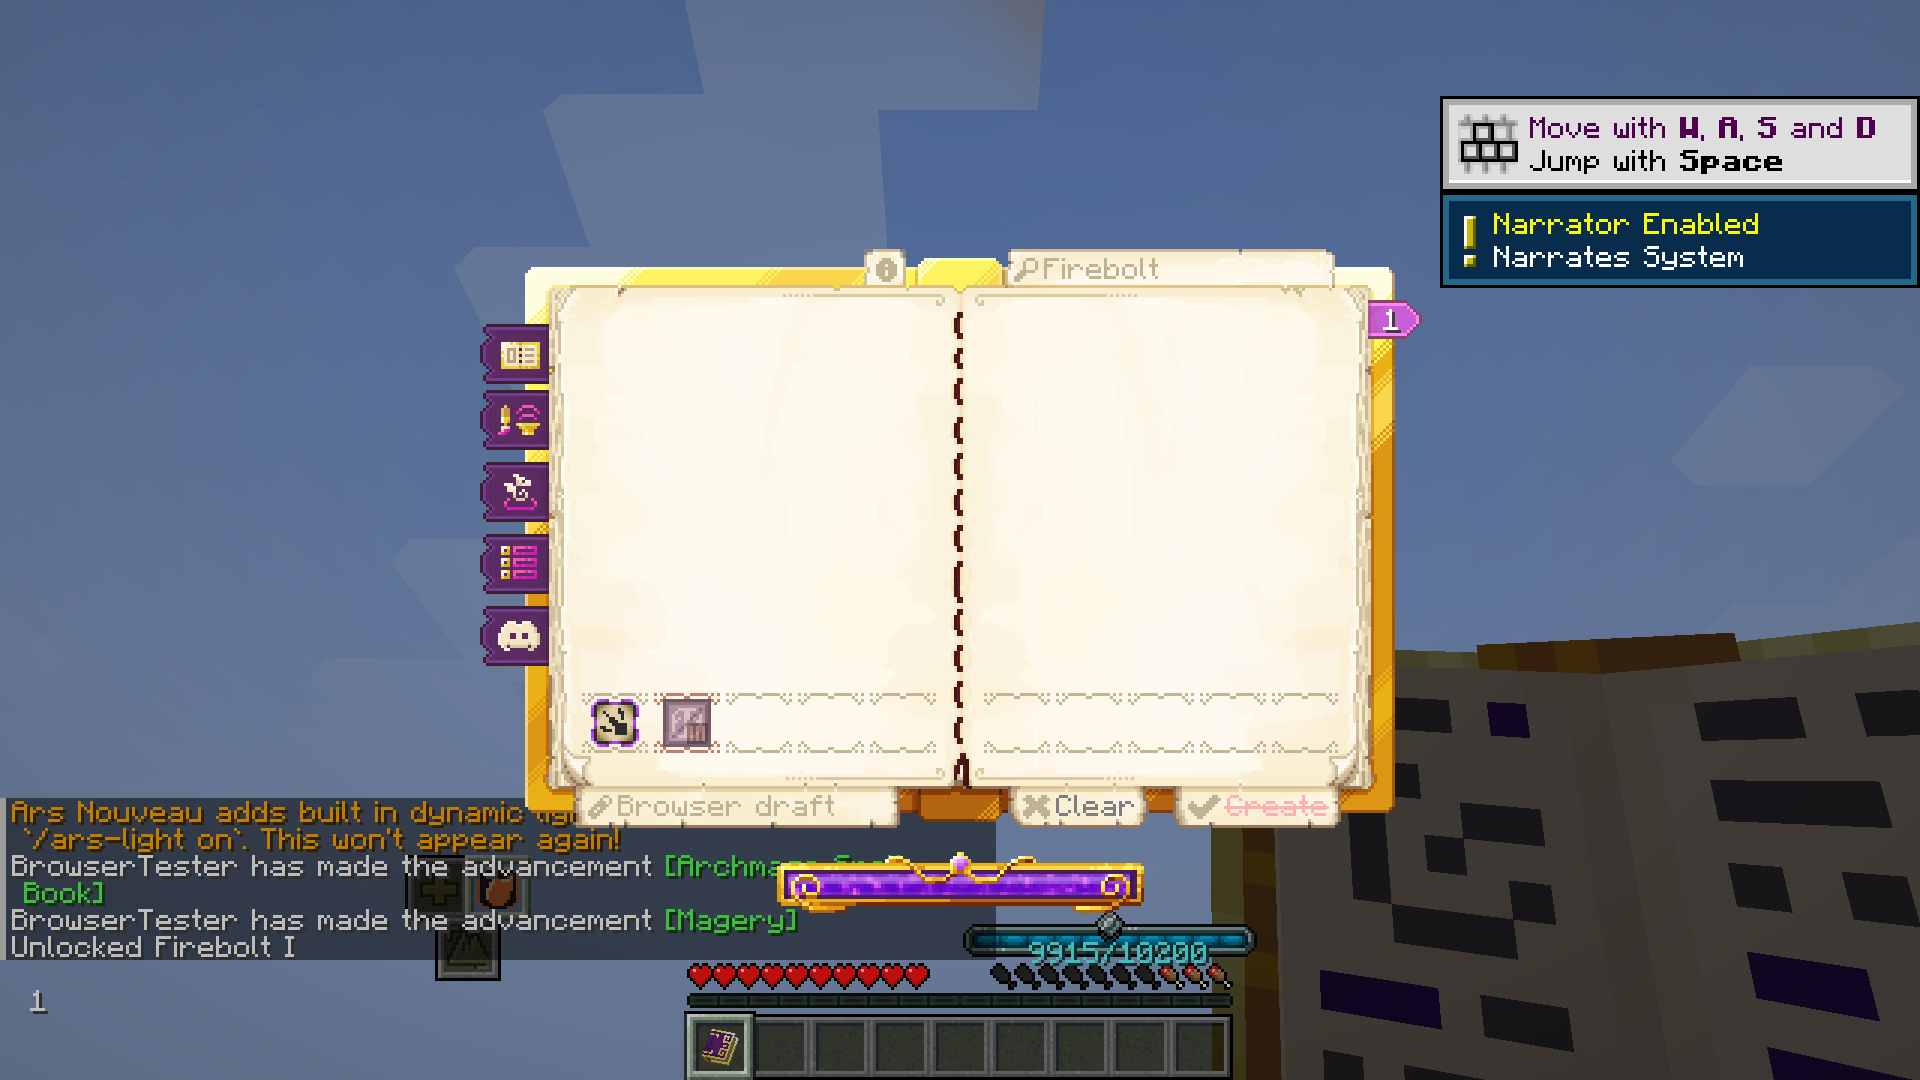 Move with W, A, S and D
Jump with Space
Narrator Enabled
Narrates System
Firebolt
1
Browser draft
Clear
Create
Ars Nouveau adds built in dynamic
`/ars-light on`. This won't appear again!
BrowserTester has made the advancement [Archmage
Book]
BrowserTester has made the advancement [Magery]
Unlocked Firebolt I
9915/10200
1